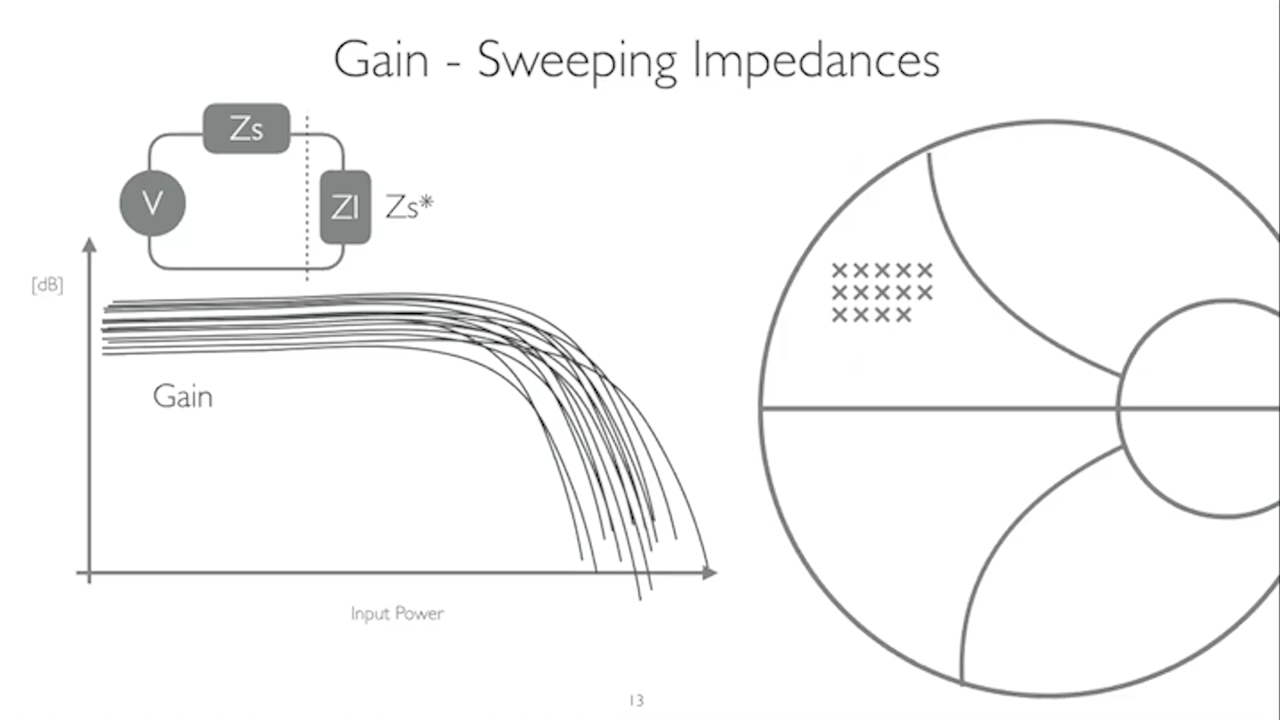 Gain - Sweeping Impedances
Zs
V
Zl
Zs*
[dB]
Gain
Input Power
13